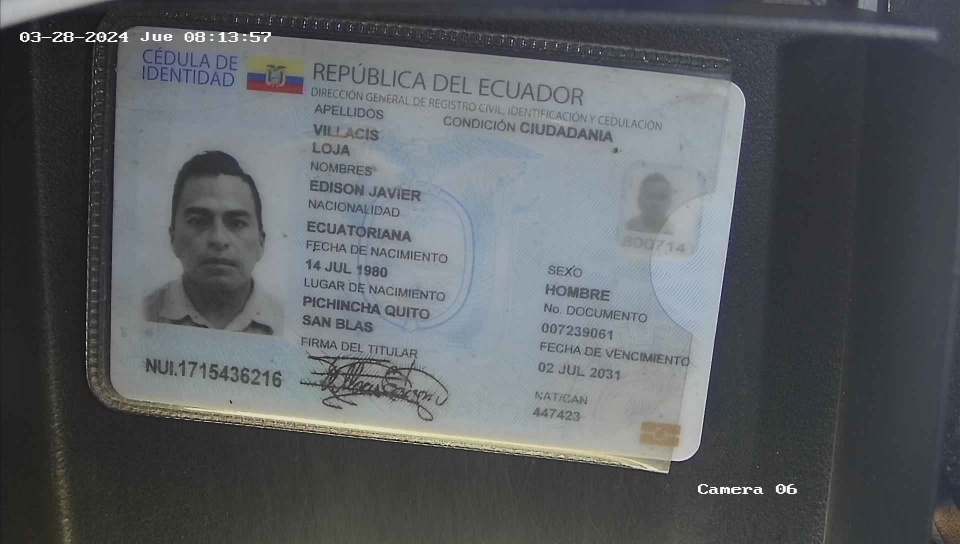 03-28-2024 Jue 08:13:57
CÉDULA DE
IDENTIDAD
REPÚBLICA DEL ECUADOR
DIRECCIÓN GENERAL DE REGISTRO CIVIL, IDENTIFICACIÓN Y CEDULACIÓN
APELLIDOS
CONDICIÓN CIUDADANIA
VILLACIS
LOJA
NOMBRES
EDISON JAVIER
NACIONALIDAD
ECUATORIANA
FECHA DE NACIMIENTO
14 JUL 1980
LUGAR DE NACIMIENTO
PICHINCHA QUITO
SAN BLAS
FIRMA DEL TITULAR
SEXO
HOMBRE
No. DOCUMENTO
007239061
FECHA DE VENCIMIENTO
02 JUL 2031
NAT/CAN
447423
800714
NUI.1715436216
Camera 06